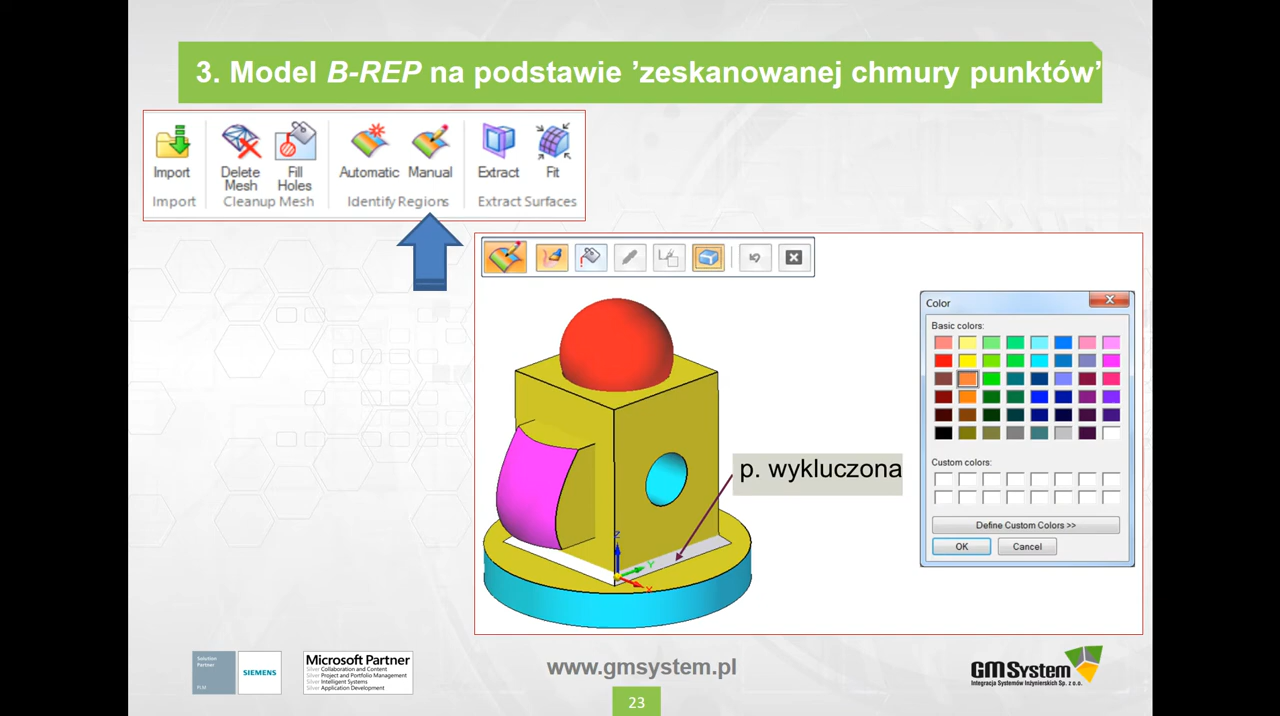 3. Model B-REP na podstawie ’zeskanowanej chmury punktów’
Import
Delete Mesh
Fill Holes
Automatic
Manual
Extract
Fit
Import
Cleanup Mesh
Identify Regions
Extract Surfaces
Color
Basic colors:
p. wykluczona
Custom colors:
Define Custom Colors >>
OK
Cancel
Z
Y
X
Solution
Partner
PLM
SIEMENS
Microsoft Partner
Silver Collaboration and Content
Silver Project and Portfolio Management
Silver Intelligent Systems
Silver Application Development
www.gmsystem.pl
GM System
Integracja Systemów Inżynierskich Sp. z o.o.
23